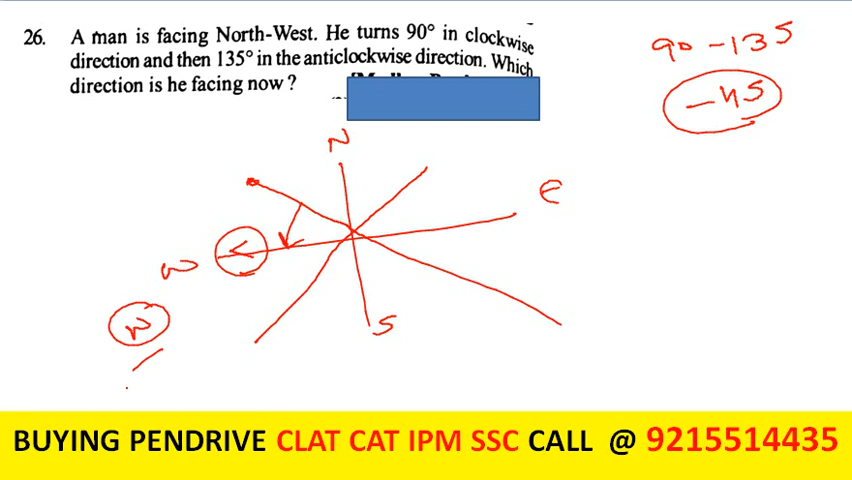 26. A man is facing North-West. He turns 90° in clockwise
direction and then 135° in the anticlockwise direction. Which
direction is he facing now ?
90 - 135
-45
N
E
W
S
W
BUYING PENDRIVE CLAT CAT IPM SSC CALL @ 9215514435